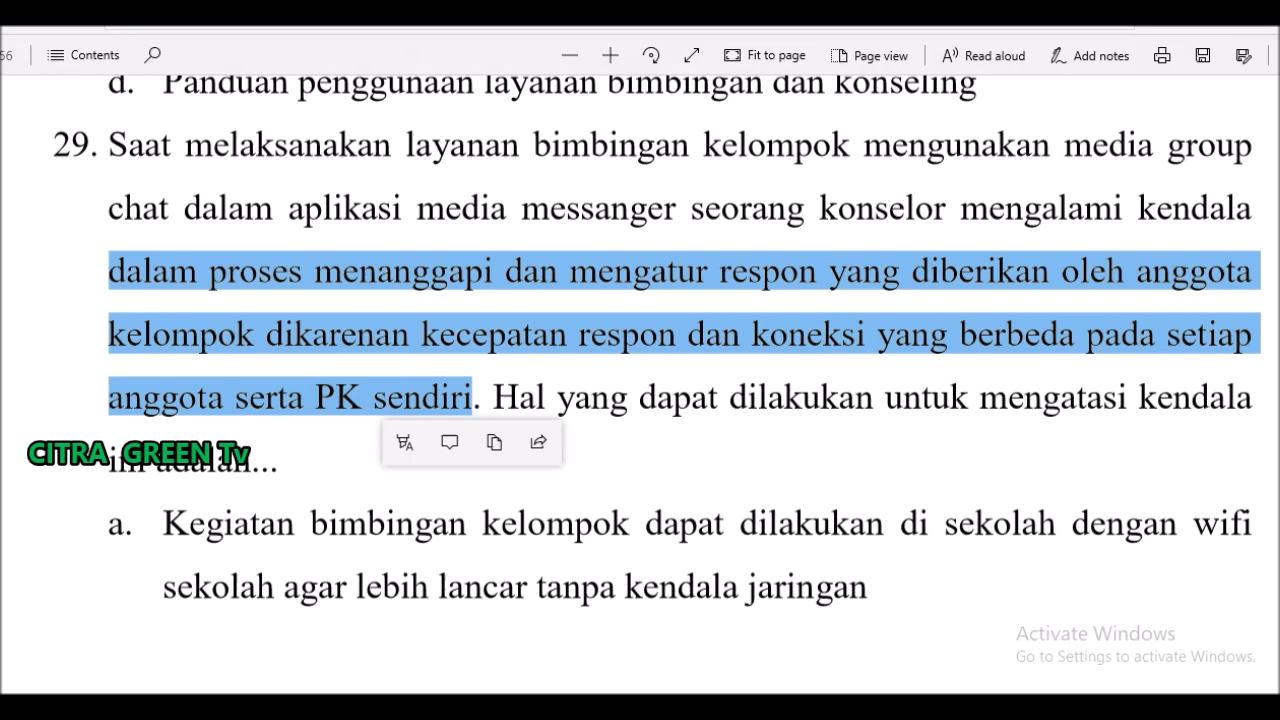 56 Contents Fit to page Page view Read aloud Add notes
d. Panduan penggunaan layanan bimbingan dan konseling
29. Saat melaksanakan layanan bimbingan kelompok mengunakan media group
chat dalam aplikasi media messanger seorang konselor mengalami kendala
dalam proses menanggapi dan mengatur respon yang diberikan oleh anggota
kelompok dikarenan kecepatan respon dan koneksi yang berbeda pada setiap
anggota serta PK sendiri. Hal yang dapat dilakukan untuk mengatasi kendala
CITRA GREEN Tv
ini adalah...
a. Kegiatan bimbingan kelompok dapat dilakukan di sekolah dengan wifi
sekolah agar lebih lancar tanpa kendala jaringan
Activate Windows
Go to Settings to activate Windows.